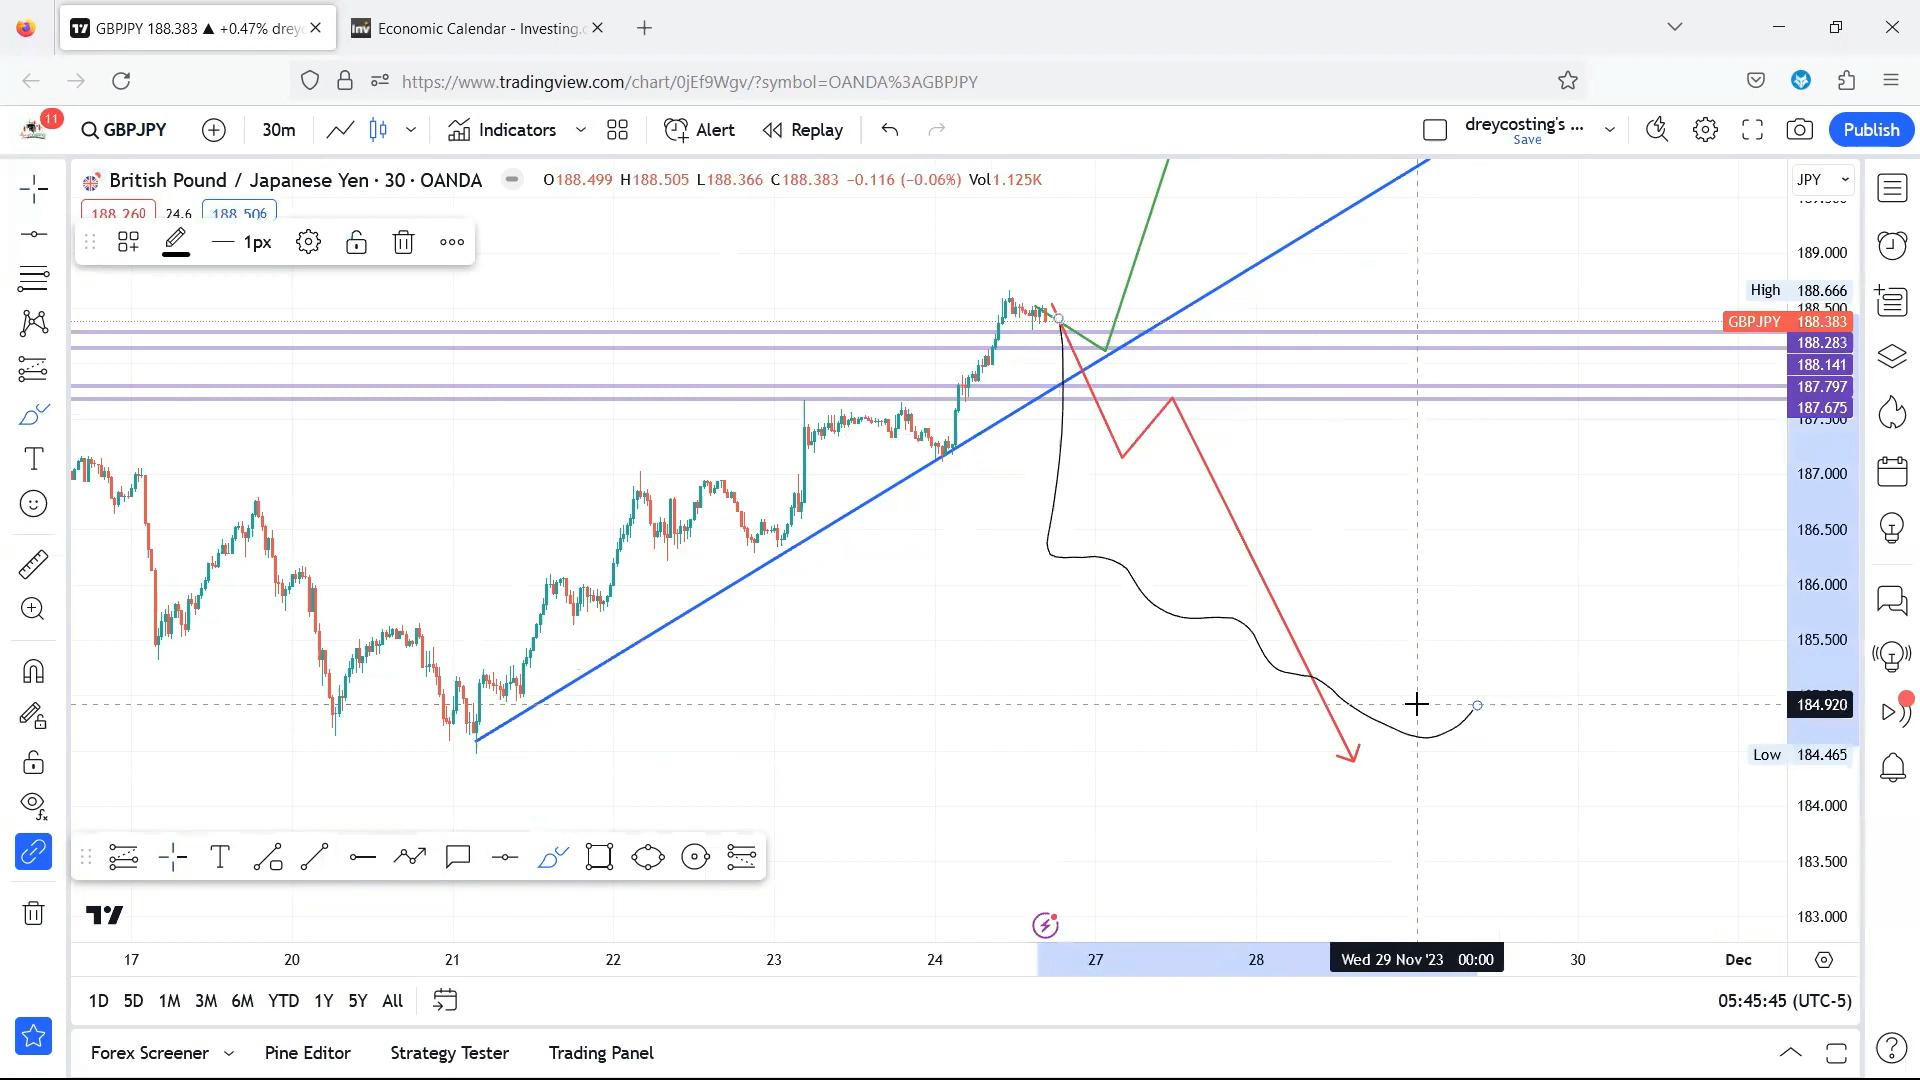 GBPJPY 188.383 ▲ +0.47% dreyc
Economic Calendar - Investing.c
https://www.tradingview.com/chart/0jEf9Wgv/?symbol=OANDA%3AGBPJPY
11
GBPJPY
30m
Indicators
Alert
Replay
dreycosting's ...
Save
Publish
British Pound / Japanese Yen · 30 · OANDA
O188.499 H188.505 L188.366 C188.383 −0.116 (−0.06%) Vol1.125K
JPY
188.260
24.6
188.506
1px
189.000
High 188.666
188.500
GBPJPY 188.383
188.283
188.141
187.797
187.675
187.500
187.000
186.500
186.000
185.500
184.920
Low 184.465
184.000
183.500
183.000
17 20 21 22 23 24 27 28 Wed 29 Nov '23 00:00 30 Dec
1D 5D 1M 3M 6M YTD 1Y 5Y All
05:45:45 (UTC-5)
Forex Screener Pine Editor Strategy Tester Trading Panel